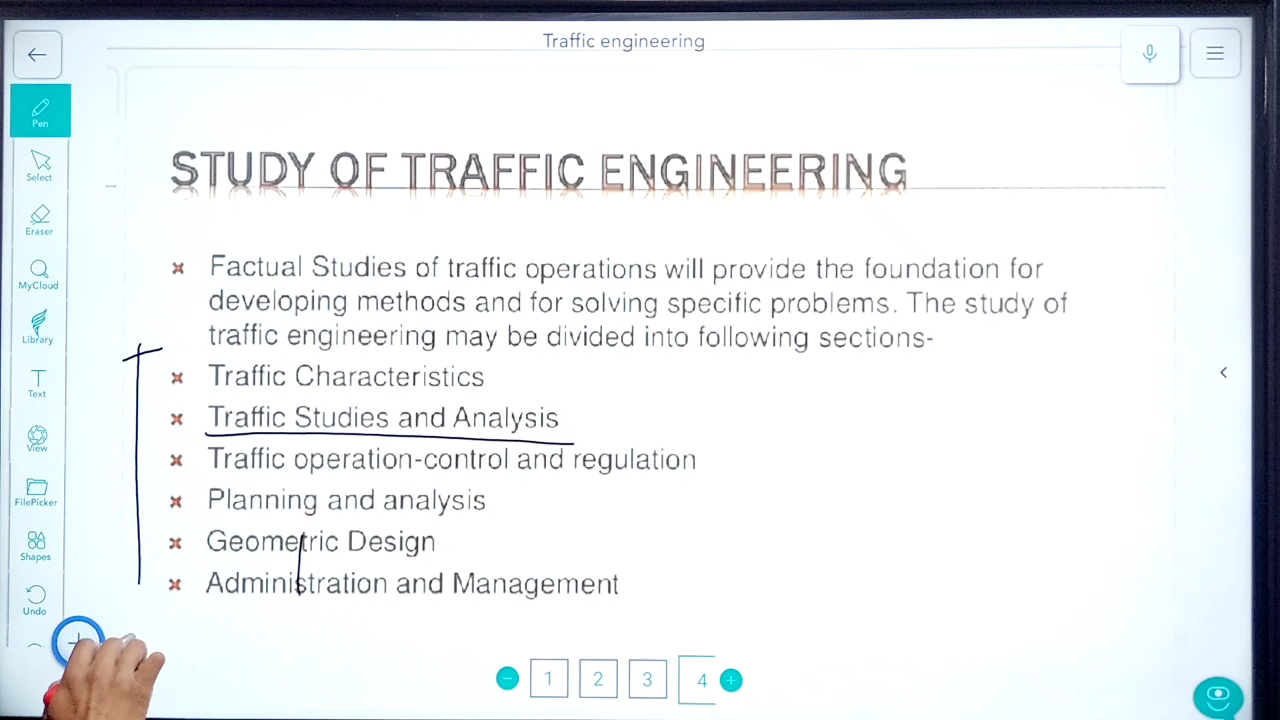 Traffic engineering
Pen
Select
Eraser
MyCloud
Library
Text
View
FilePicker
Shapes
Undo
STUDY OF TRAFFIC ENGINEERING
Factual Studies of traffic operations will provide the foundation for
developing methods and for solving specific problems. The study of
traffic engineering may be divided into following sections-
Traffic Characteristics
Traffic Studies and Analysis
Traffic operation-control and regulation
Planning and analysis
Geometric Design
Administration and Management
1 2 3 4